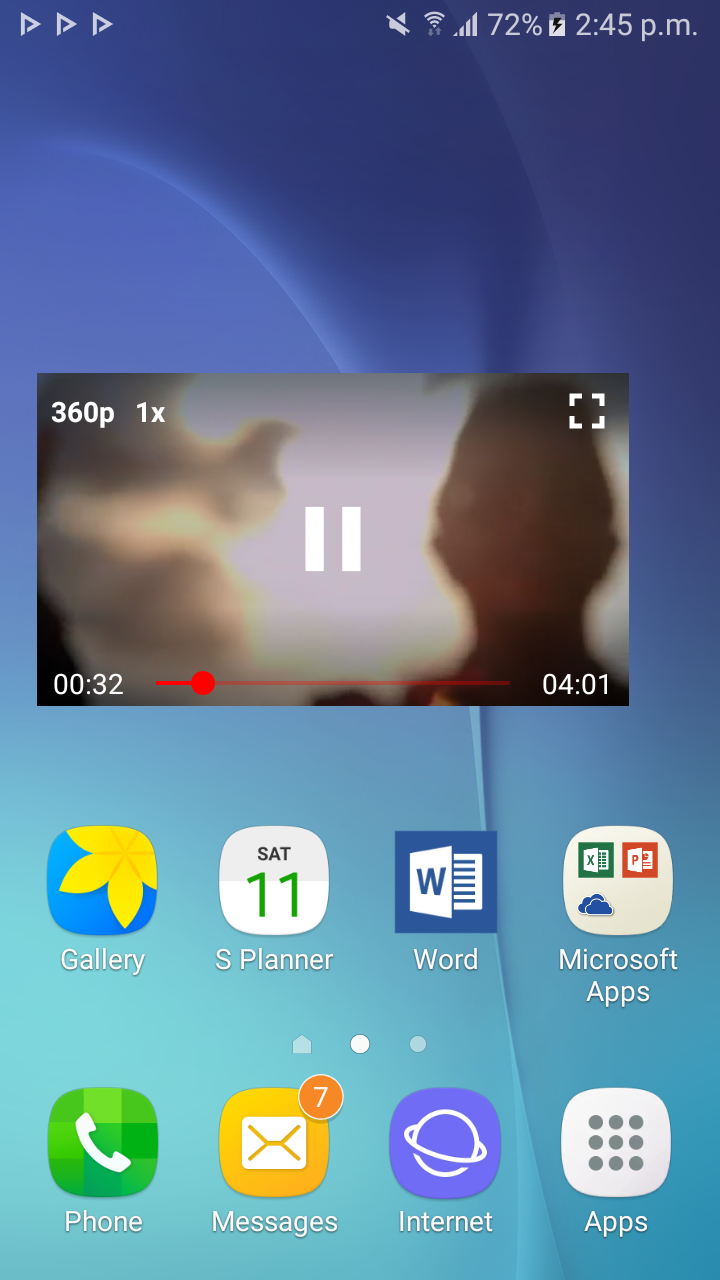 72% 2:45 p.m.
360p 1x
00:32 04:01
SAT
11
W
X
P
Gallery S Planner Word Microsoft
Apps
7
Phone Messages Internet Apps